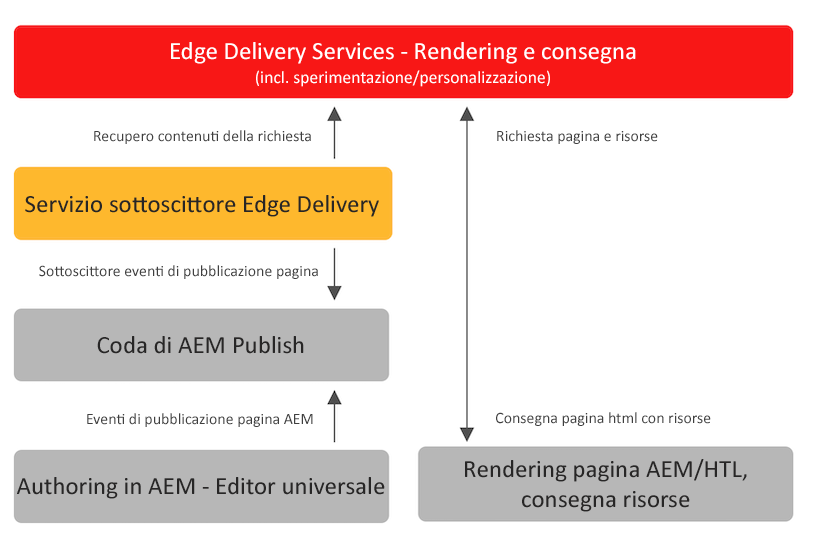 Edge Delivery Services - Rendering e consegna
(incl. sperimentazione/personalizzazione)
Recupero contenuti della richiesta
Richiesta pagina e risorse
Servizio sottoscittore Edge Delivery
Sottoscittore eventi di pubblicazione pagina
Coda di AEM Publish
Eventi di pubblicazione pagina AEM
Consegna pagina html con risorse
Authoring in AEM - Editor universale
Rendering pagina AEM/HTL,
consegna risorse